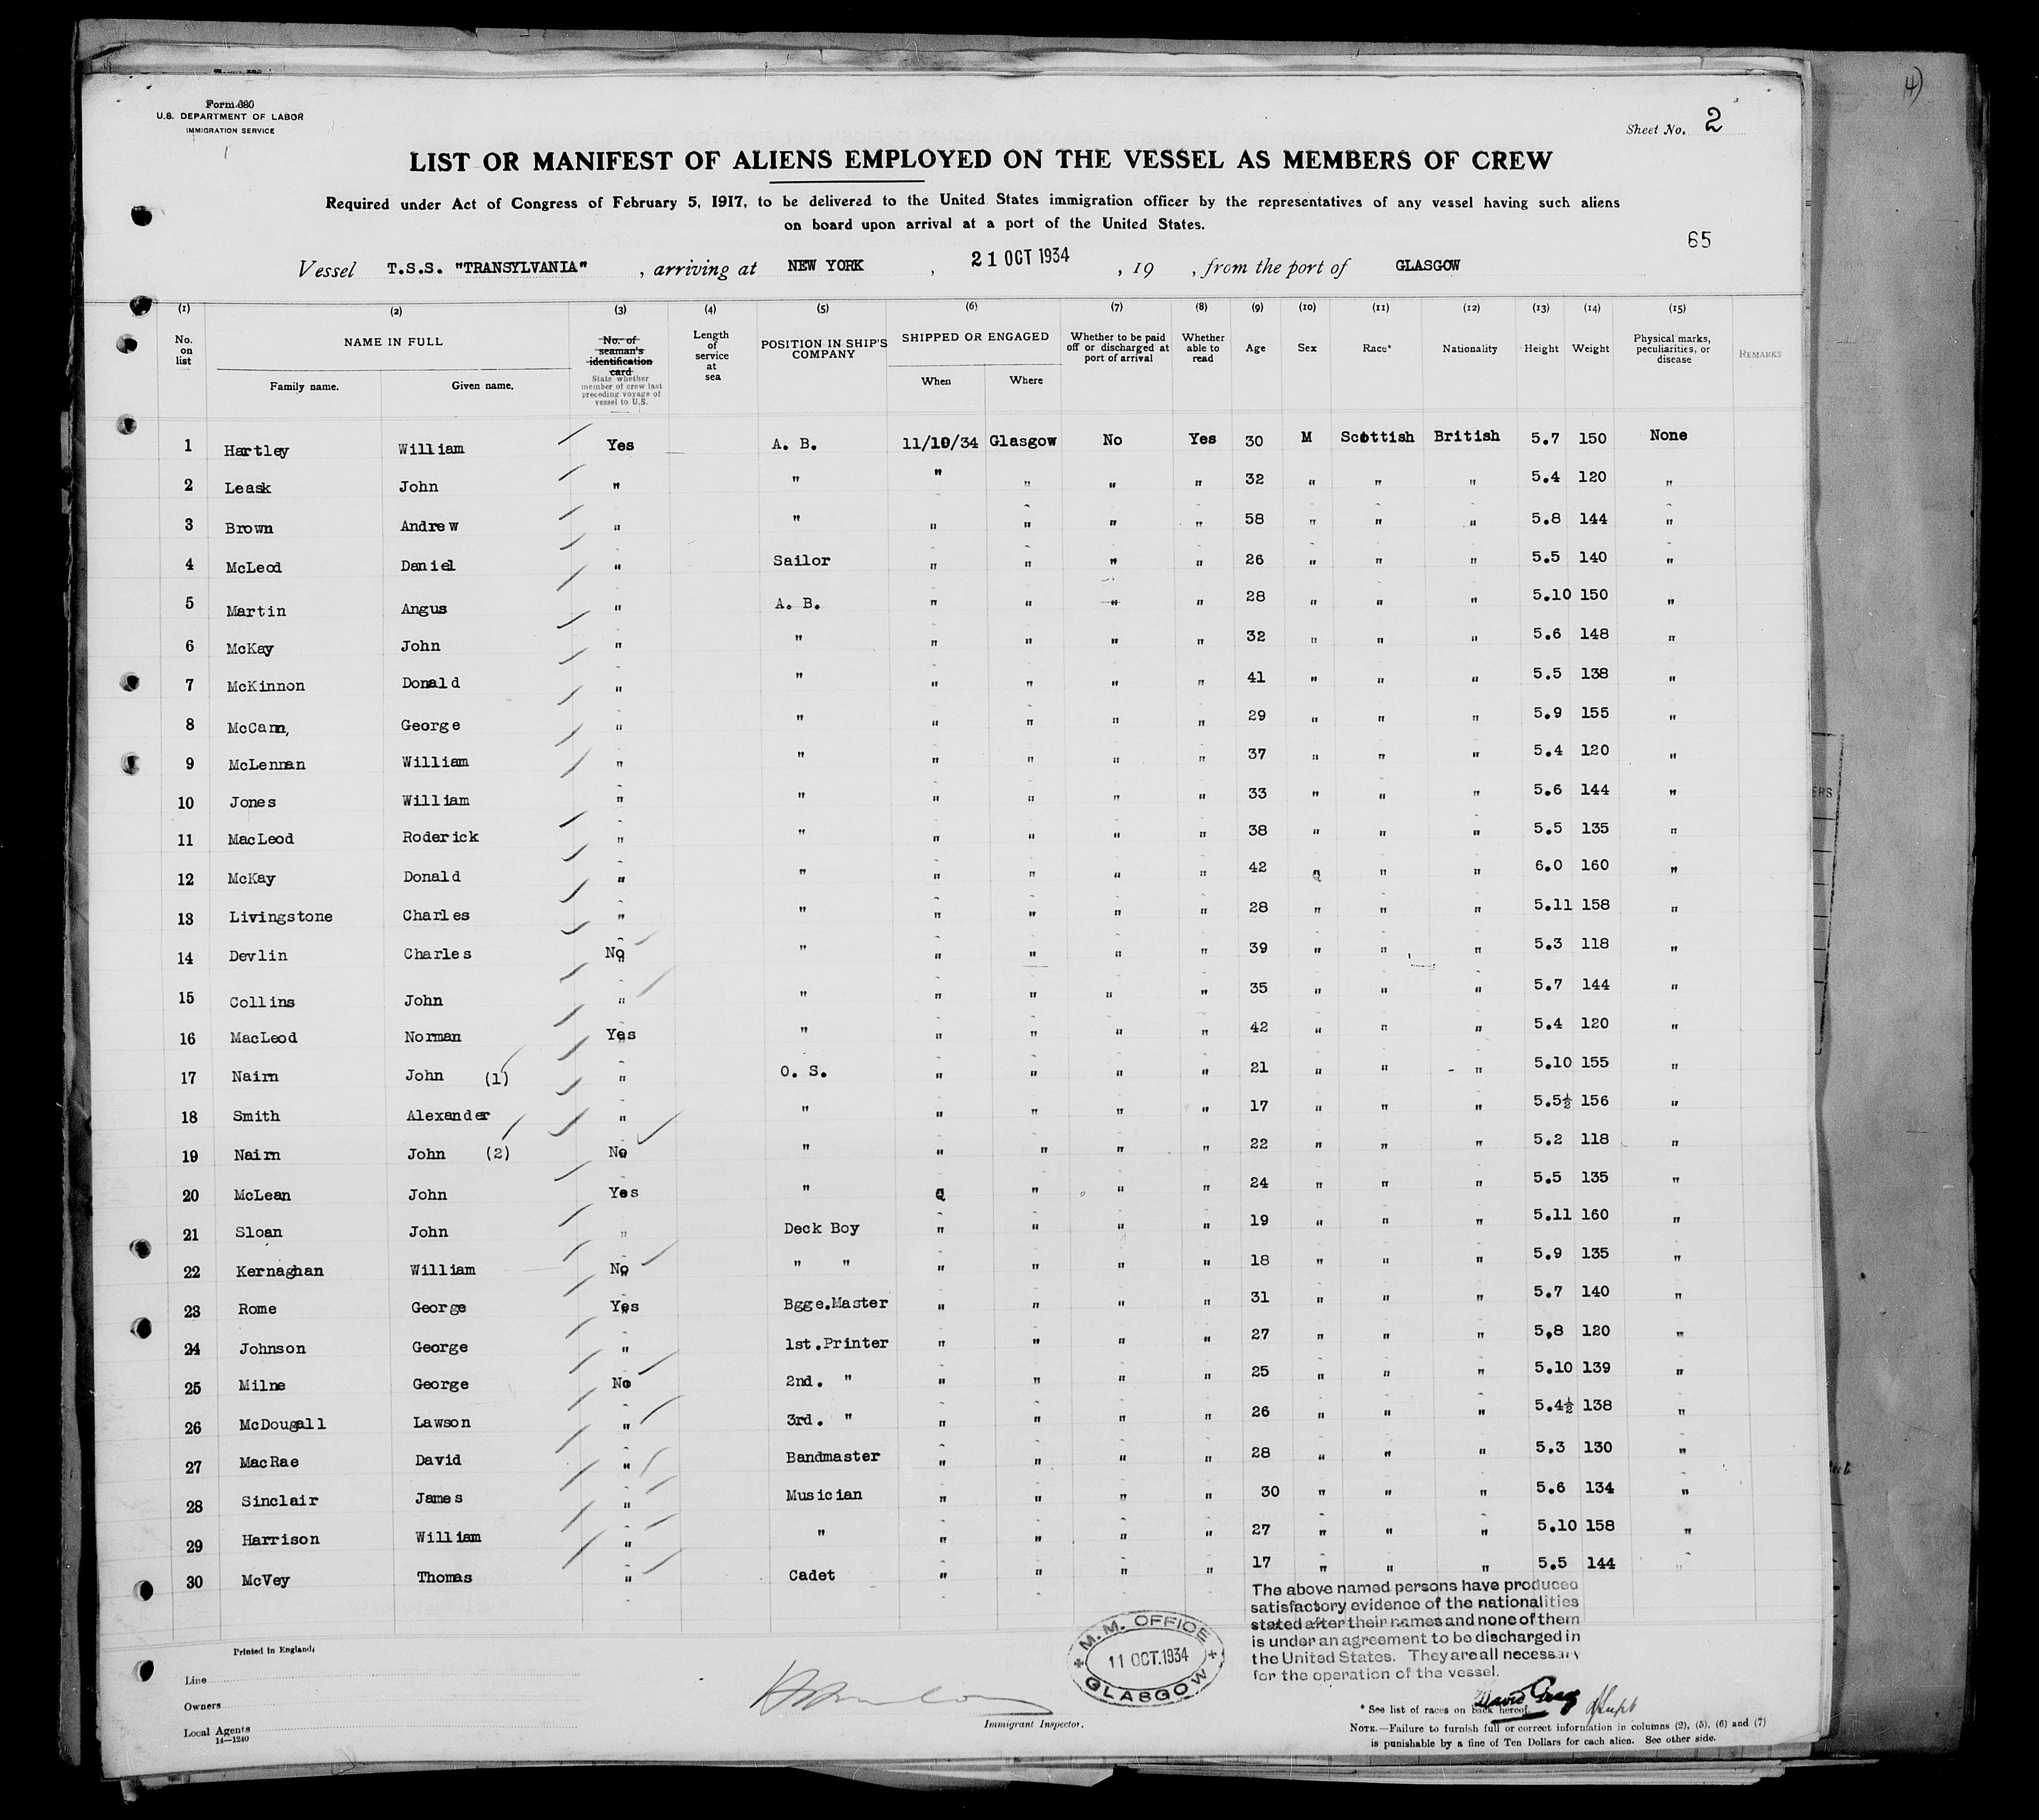 4)
Form 680
U.S. DEPARTMENT OF LABOR
IMMIGRATION SERVICE
Sheet No. 2
LIST OR MANIFEST OF ALIENS EMPLOYED ON THE VESSEL AS MEMBERS OF CREW
Required under Act of Congress of February 5, 1917, to be delivered to the United States immigration officer by the representatives of any vessel having such aliens
on board upon arrival at a port of the United States.
65
Vessel T.S.S. "TRANSYLVANIA" , arriving at NEW YORK , 21 OCT 1934 , 19 , from the port of GLASGOW
(1) (2) (3) (4) (5) (6) (7) (8) (9) (10) (11) (12) (13) (14) (15)
No. on list NAME IN FULL Family name. Given name. No. of seaman's identification card State whether member of crew last preceding voyage of vessel to U.S. Length of service at sea POSITION IN SHIP'S COMPANY SHIPPED OR ENGAGED When Where Whether to be paid off or discharged at port of arrival Whether able to read Age Sex Race* Nationality Height Weight Physical marks, peculiarities, or disease REMARKS
1 Hartley William Yes A. B. 11/10/34 Glasgow No Yes 30 M Scottish British 5.7 150 None
2 Leask John " " " " " " 32 " " " 5.4 120 "
3 Brown Andrew " " " " " " 58 " " " 5.8 144 "
4 McLeod Daniel " Sailor " " " " 26 " " " 5.5 140 "
5 Martin Angus " A. B. " " " " 28 " " " 5.10 150 "
6 McKay John " " " " " " 32 " " " 5.6 148 "
7 McKinnon Donald " " " " " " 41 " " " 5.5 138 "
8 McCann, George " " " " " " 29 " " " 5.9 155 "
9 McLennan William " " " " " " 37 " " " 5.4 120 "
10 Jones William " " " " " " 33 " " " 5.6 144 "
11 MacLeod Roderick " " " " " " 38 " " " 5.5 135 "
12 McKay Donald " " " " " " 42 " " " 6.0 160 "
13 Livingstone Charles " " " " " " 28 " " " 5.11 158 "
14 Devlin Charles No " " " " " 39 " " " 5.3 118 "
15 Collins John " " " " " " 35 " " " 5.7 144 "
16 MacLeod Norman Yes " " " " " 42 " " " 5.4 120 "
17 Nairn John (1) " O. S. " " " " 21 " " " 5.10 155 "
18 Smith Alexander " " " " " " 17 " " " 5.5½ 156 "
19 Nairn John (2) No " " " " " 22 " " " 5.2 118 "
20 McLean John Yes " " " " " 24 " " " 5.5 135 "
21 Sloan John " Deck Boy " " " " 19 " " " 5.11 160 "
22 Kernaghan William No " " " " " " 18 " " " 5.9 135 "
23 Rome George Yes Bgge.Master " " " " 31 " " " 5.7 140 "
24 Johnson George " 1st.Printer " " " " 27 " " " 5,8 120 "
25 Milne George No 2nd. " " " " " 25 " " " 5.10 139 "
26 McDougall Lawson " 3rd. " " " " " 26 " " " 5.4½ 138 "
27 MacRae David " Bandmaster " " " " 28 " " " 5.3 130 "
28 Sinclair James " Musician " " " " 30 " " " 5.6 134 "
29 Harrison William " " " " " " 27 " " " 5.10 158 "
30 McVey Thomas " Cadet " " " " 17 " " " 5.5 144 "
The above named persons have produced
satisfactory evidence of the nationalities
stated after their names and none of them
is under an agreement to be discharged in
the United States. They are all necessary
for the operation of the vessel.
M.M. OFFICE
11 OCT. 1934
GLASGOW
Printed in England.
Line
Owners
Local Agents
14—1240
Immigrant Inspector.
David Gray
* See list of races on back hereof.
NOTE.—Failure to furnish full or correct information in columns (2), (5), (6) and (7)
is punishable by a fine of Ten Dollars for each alien. See other side.